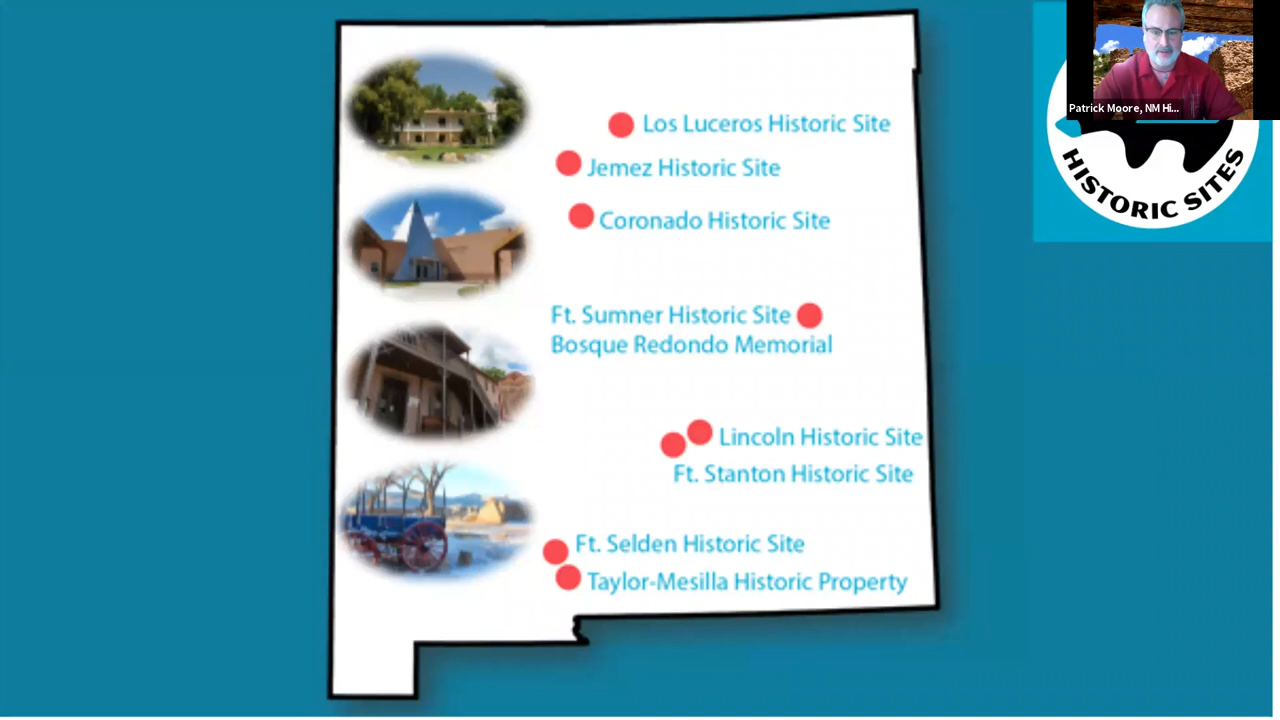 Patrick Moore, NM Hi...
HISTORIC SITES
Los Luceros Historic Site
Jemez Historic Site
Coronado Historic Site
Ft. Sumner Historic Site
Bosque Redondo Memorial
Lincoln Historic Site
Ft. Stanton Historic Site
Ft. Selden Historic Site
Taylor-Mesilla Historic Property